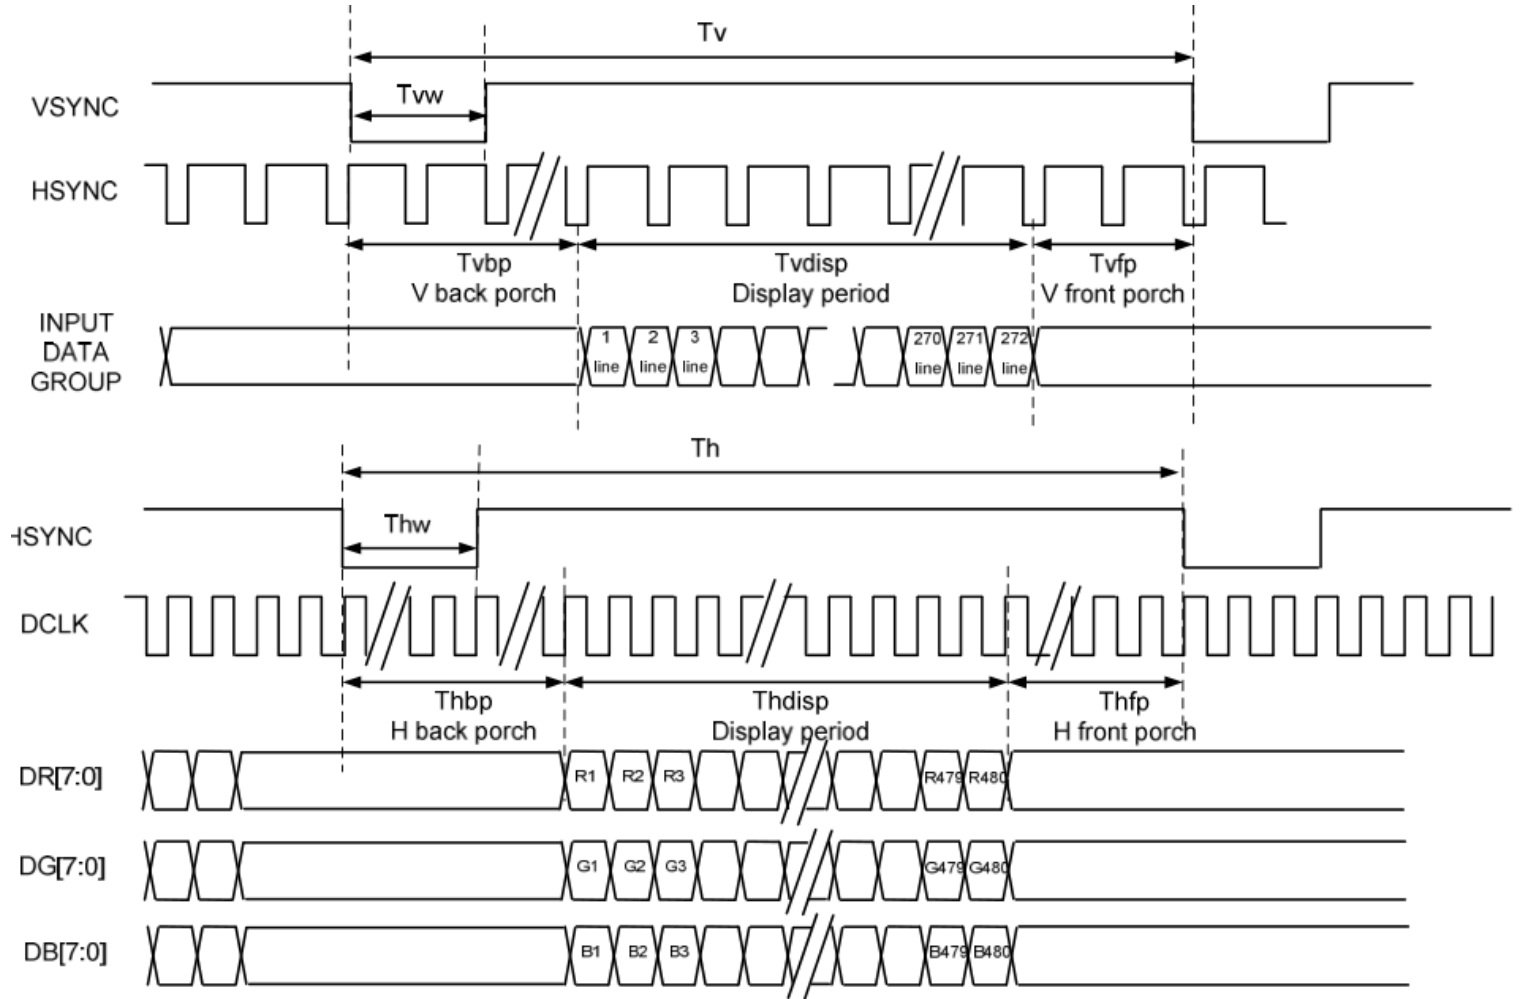 Tv
Tvw
VSYNC
HSYNC
Tvbp
V back porch
Tvdisp
Display period
Tvfp
V front porch
INPUT
DATA
GROUP
1
line
2
line
3
line
270
line
271
line
272
line
Th
Thw
HSYNC
DCLK
Thbp
H back porch
Thdisp
Display period
Thfp
H front porch
DR[7:0]
R1 R2 R3 R479 R480
DG[7:0]
G1 G2 G3 G479 G480
DB[7:0]
B1 B2 B3 B479 B480